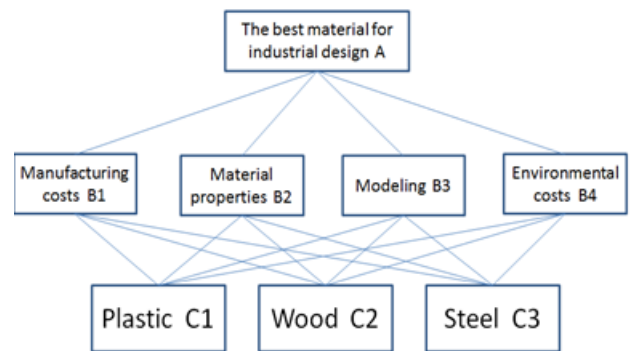 The best material for
industrial design A
Manufacturing
costs B1
Material
properties B2
Modeling B3
Environmental
costs B4
Plastic C1
Wood C2
Steel C3